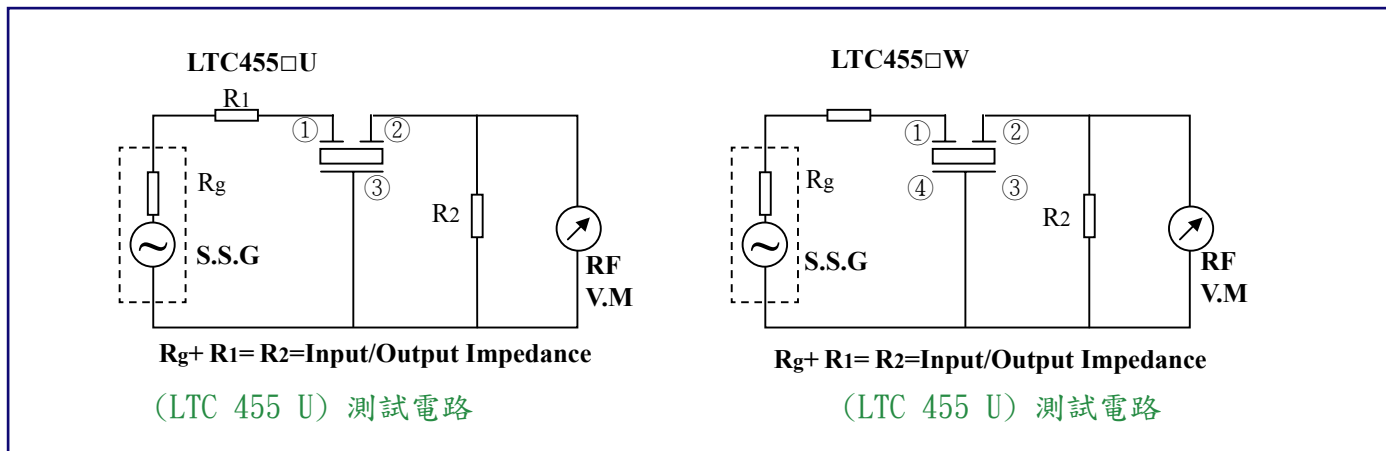 LTC455□U
R1
①
②
③
Rg
S.S.G
R2
RF
V.M
Rg+ R1= R2=Input/Output Impedance
(LTC 455 U) 測試電路
LTC455□W
①
②
④
③
Rg
S.S.G
R2
RF
V.M
Rg+ R1= R2=Input/Output Impedance
(LTC 455 U) 測試電路